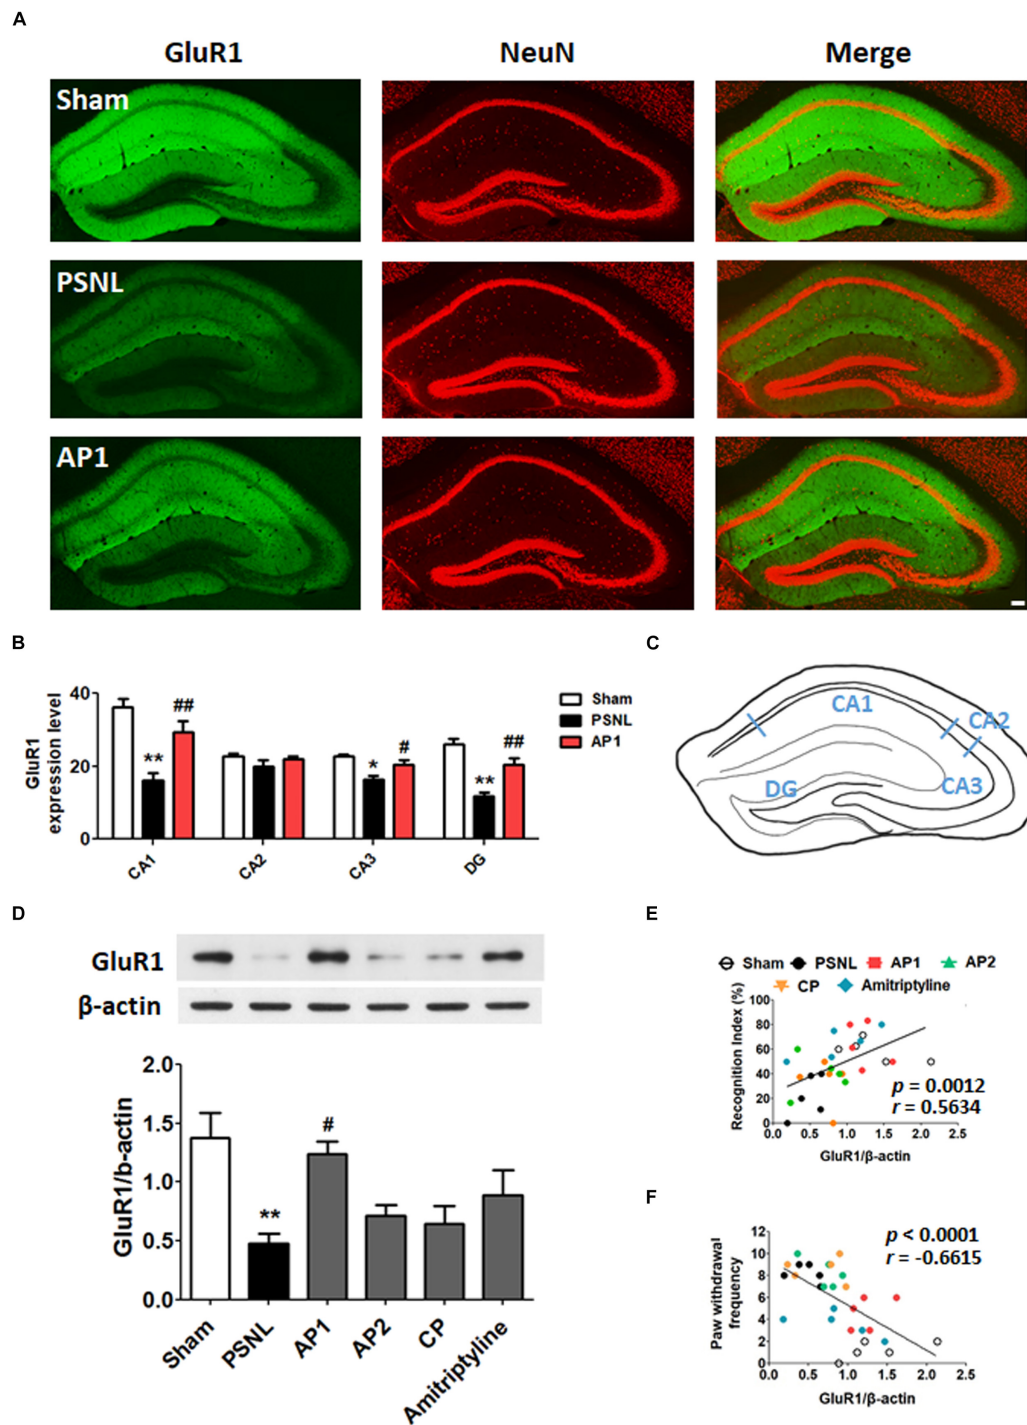 A
GluR1 NeuN Merge
Sham
PSNL
AP1
B
GluR1
expression level
40
20
0
** ## * # ** ##
CA1 CA2 CA3 DG
Sham
PSNL
AP1
C
CA1
CA2
CA3
DG
D
GluR1
β-actin
GluR1/b-actin
2.0
1.5
1.0
0.5
0.0
** #
Sham PSNL AP1 AP2 CP Amitriptyline
E
Sham PSNL AP1 AP2
CP Amitriptyline
Recognition Index (%)
100
80
60
40
20
0
p = 0.0012
r = 0.5634
0.0 0.5 1.0 1.5 2.0 2.5
GluR1/β-actin
F
Paw withdrawal
frequency
12
10
8
6
4
2
0
p < 0.0001
r = -0.6615
0.0 0.5 1.0 1.5 2.0 2.5
GluR1/β-actin